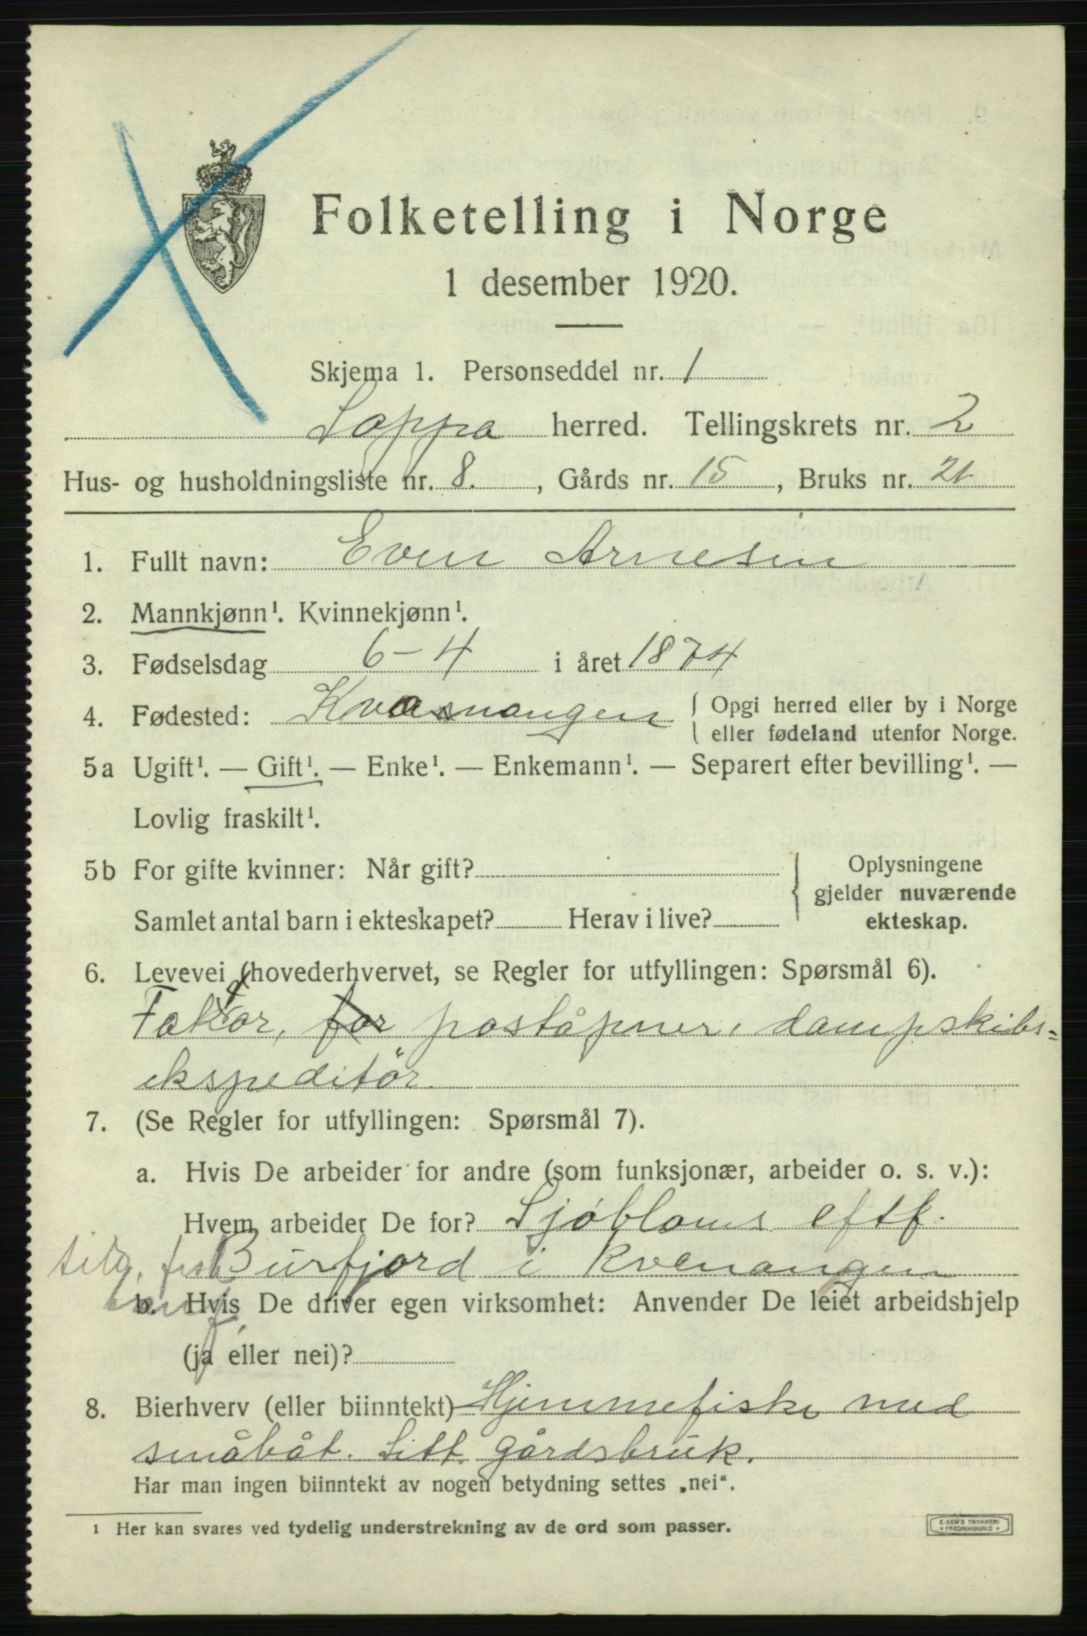 Folketelling i Norge
1 desember 1920.
Skjema 1. Personseddel nr. 1
Loppa herred. Tellingskrets nr. 2
Hus- og husholdningsliste nr. 8. , Gårds nr. 15 , Bruks nr. 21
1. Fullt navn: Even Arnesen
2. Mannkjønn¹. Kvinnekjønn¹.
3. Fødselsdag 6-4 i året 1874
4. Fødested: Kvænangen { Opgi herred eller by i Norge
eller fødeland utenfor Norge.
5a Ugift¹. — Gift¹. — Enke¹. — Enkemann¹. — Separert efter bevilling¹. —
Lovlig fraskilt¹.
5b For gifte kvinner: Når gift? { Oplysningene
gjelder nuværende
Samlet antal barn i ekteskapet? Herav i live? ekteskap.
6. Levevei (hovederhvervet, se Regler for utfyllingen: Spørsmål 6).
Faktor, for poståpner, dampskibs=
ekspeditør.
7. (Se Regler for utfyllingen: Spørsmål 7).
a. Hvis De arbeider for andre (som funksjonær, arbeider o. s. v.):
Hvem arbeider De for? Sjøbloms eftf.
Burfjord i Kvenangen
b. Hvis De driver egen virksomhet: Anvender De leiet arbeidshjelp
(ja eller nei)?
8. Bierhverv (eller biinntekt) Hjemmefiske med
småbåt. Litt gårdsbruk.
Har man ingen biinntekt av nogen betydning settes „nei“.
¹ Her kan svares ved tydelig understrekning av de ord som passer.
E. SEM'S TRYKKERI
• FREDRIKSHALD •